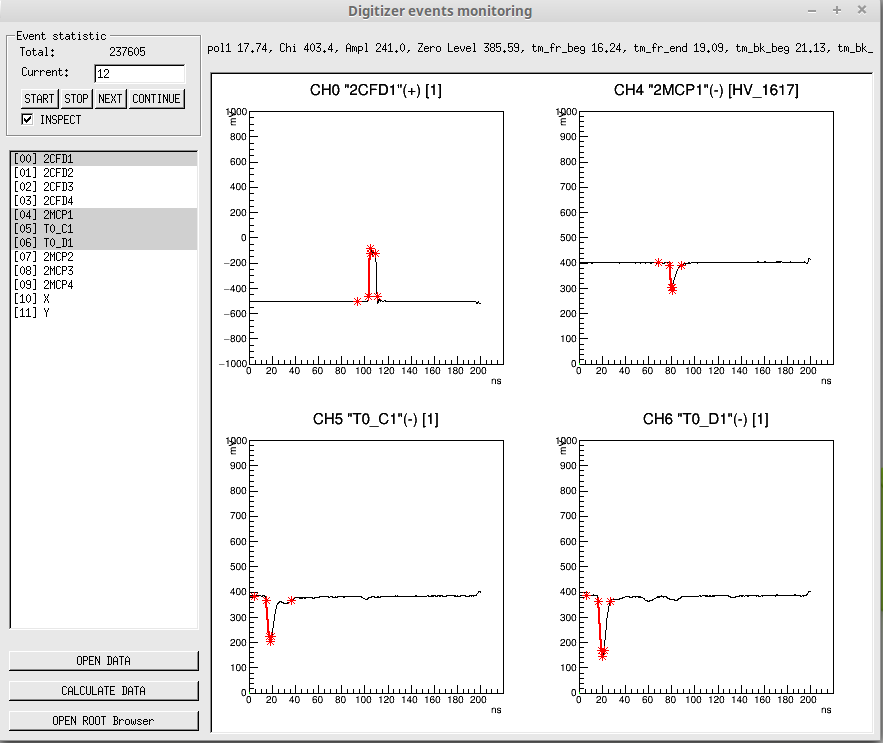 Digitizer events monitoring
Event statistic
Total: 237605
Current: 12
START STOP NEXT CONTINUE
INSPECT
[00] 2CFD1
[01] 2CFD2
[02] 2CFD3
[03] 2CFD4
[04] 2MCP1
[05] T0_C1
[06] T0_D1
[07] 2MCP2
[08] 2MCP3
[09] 2MCP4
[10] X
[11] Y
OPEN DATA
CALCULATE DATA
OPEN ROOT Browser
pol1 17.74, Chi 403.4, Ampl 241.0, Zero Level 385.59, tm_fr_beg 16.24, tm_fr_end 19.09, tm_bk_beg 21.13, tm_bk_
CH0 "2CFD1"(+) [1]
mV
1000
800
600
400
200
0
−200
−400
−600
−800
−1000
0 20 40 60 80 100 120 140 160 180 200
ns
CH4 "2MCP1"(-) [HV_1617]
mV
1000
900
800
700
600
500
400
300
200
100
0
0 20 40 60 80 100 120 140 160 180 200
ns
CH5 "T0_C1"(-) [1]
mV
1000
900
800
700
600
500
400
300
200
100
0
0 20 40 60 80 100 120 140 160 180 200
ns
CH6 "T0_D1"(-) [1]
mV
1000
900
800
700
600
500
400
300
200
100
0
0 20 40 60 80 100 120 140 160 180 200
ns